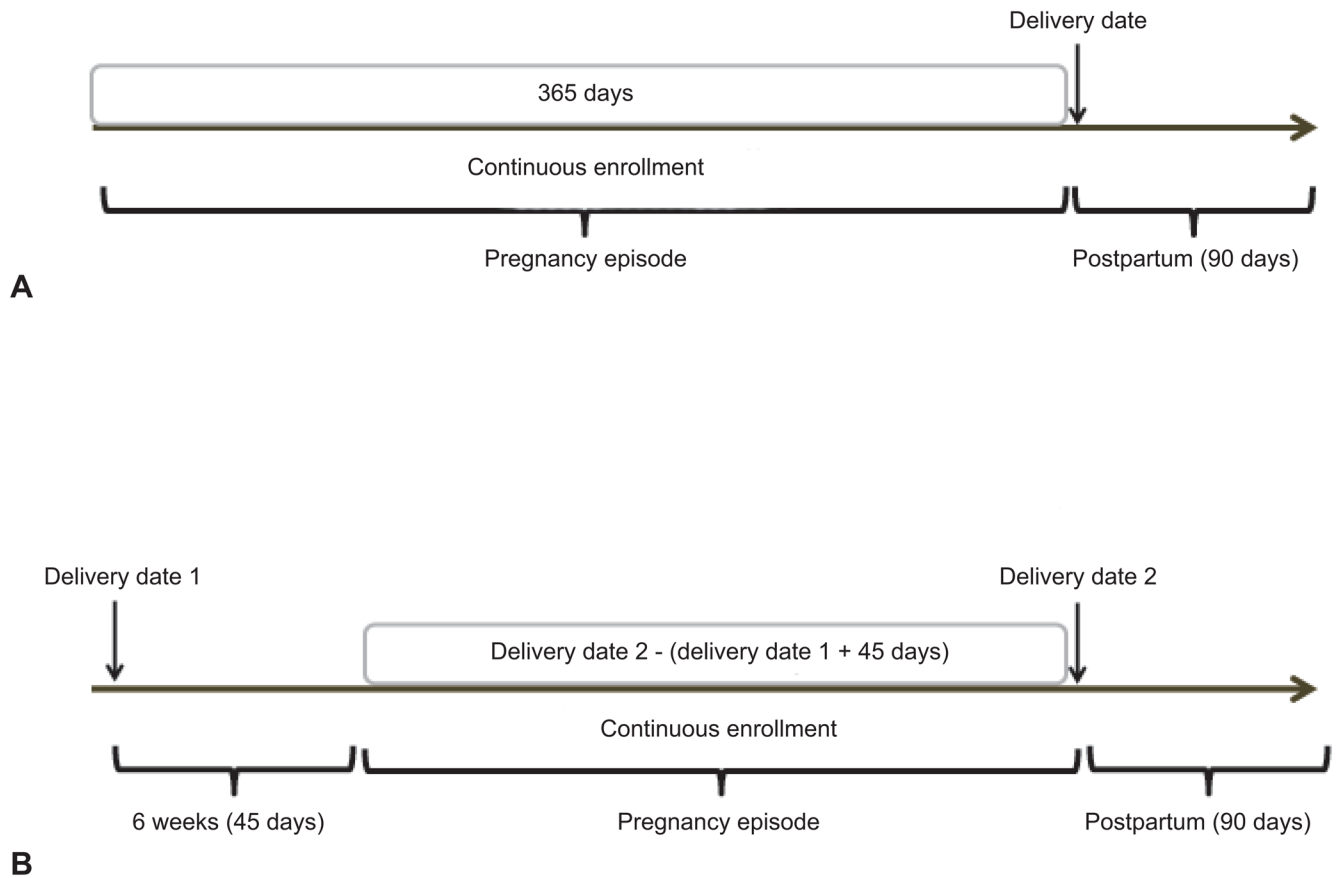 Delivery date
365 days
Continuous enrollment
Pregnancy episode
Postpartum (90 days)
A
Delivery date 1
Delivery date 2
Delivery date 2 - (delivery date 1 + 45 days)
Continuous enrollment
6 weeks (45 days)
Pregnancy episode
Postpartum (90 days)
B